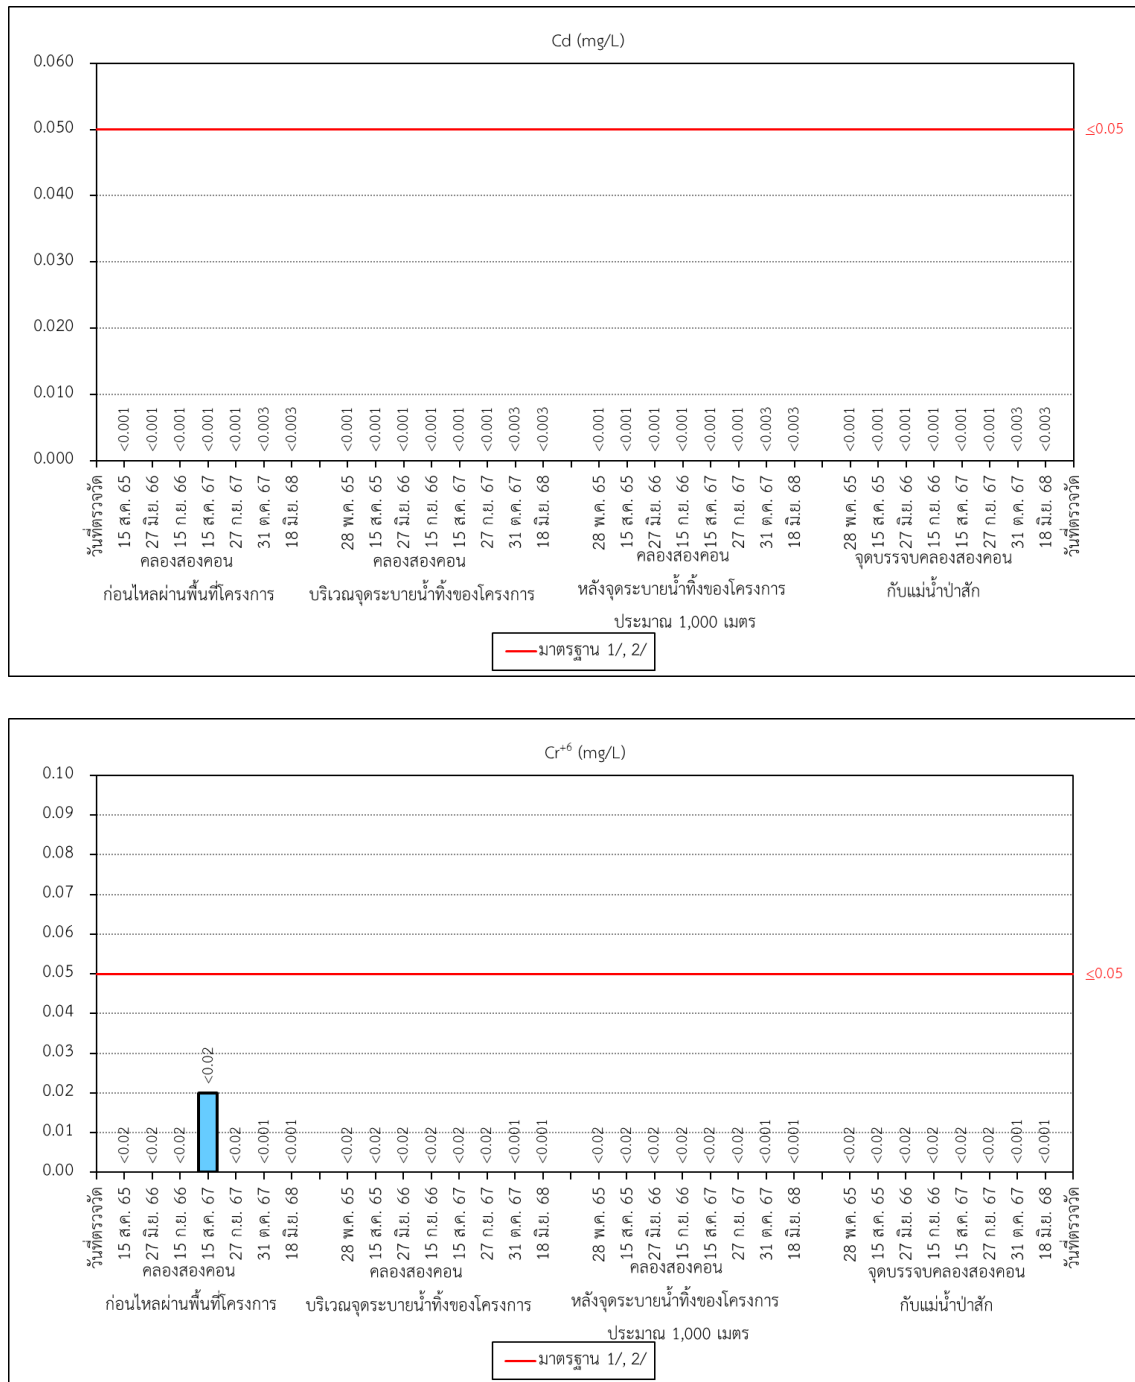 Cd (mg/L)
0.060
0.050
≤0.05
0.040
0.030
0.020
0.010
0.000
<0.001 <0.001 <0.001 <0.001 <0.001 <0.003 <0.003 <0.001 <0.001 <0.001 <0.001 <0.001 <0.001 <0.003 <0.003 <0.001 <0.001 <0.001 <0.001 <0.001 <0.001 <0.003 <0.003 <0.001 <0.001 <0.001 <0.001 <0.001 <0.001 <0.003 <0.003
วันที่ตรวจวัด 15 ส.ค. 65 27 มิ.ย. 66 15 ก.ย. 66 15 ส.ค. 67 27 ก.ย. 67 31 ต.ค. 67 18 มิ.ย. 68 28 พ.ค. 65 15 ส.ค. 65 27 มิ.ย. 66 15 ก.ย. 66 15 ส.ค. 67 27 ก.ย. 67 31 ต.ค. 67 18 มิ.ย. 68 28 พ.ค. 65 15 ส.ค. 65 27 มิ.ย. 66 15 ก.ย. 66 15 ส.ค. 67 27 ก.ย. 67 31 ต.ค. 67 18 มิ.ย. 68 28 พ.ค. 65 15 ส.ค. 65 27 มิ.ย. 66 15 ก.ย. 66 15 ส.ค. 67 27 ก.ย. 67 31 ต.ค. 67 18 มิ.ย. 68 วันที่ตรวจวัด
คลองสองคอน
ก่อนไหลผ่านพื้นที่โครงการ
คลองสองคอน
บริเวณจุดระบายน้ำทิ้งของโครงการ
คลองสองคอน
หลังจุดระบายน้ำทิ้งของโครงการ
ประมาณ 1,000 เมตร
จุดบรรจบคลองสองคอน
กับแม่น้ำป่าสัก
มาตรฐาน 1/, 2/
Cr⁺⁶ (mg/L)
0.10
0.09
0.08
0.07
0.06
0.05
≤0.05
0.04
0.03
0.02
0.01
0.00
<0.02 <0.02 <0.02 <0.02 <0.02 <0.001 <0.001 <0.02 <0.02 <0.02 <0.02 <0.02 <0.02 <0.001 <0.001 <0.02 <0.02 <0.02 <0.02 <0.02 <0.02 <0.001 <0.001 <0.02 <0.02 <0.02 <0.02 <0.02 <0.02 <0.001 <0.001
วันที่ตรวจวัด 15 ส.ค. 65 27 มิ.ย. 66 15 ก.ย. 66 15 ส.ค. 67 27 ก.ย. 67 31 ต.ค. 67 18 มิ.ย. 68 28 พ.ค. 65 15 ส.ค. 65 27 มิ.ย. 66 15 ก.ย. 66 15 ส.ค. 67 27 ก.ย. 67 31 ต.ค. 67 18 มิ.ย. 68 28 พ.ค. 65 15 ส.ค. 65 27 มิ.ย. 66 15 ก.ย. 66 15 ส.ค. 67 27 ก.ย. 67 31 ต.ค. 67 18 มิ.ย. 68 28 พ.ค. 65 15 ส.ค. 65 27 มิ.ย. 66 15 ก.ย. 66 15 ส.ค. 67 27 ก.ย. 67 31 ต.ค. 67 18 มิ.ย. 68 วันที่ตรวจวัด
คลองสองคอน
ก่อนไหลผ่านพื้นที่โครงการ
คลองสองคอน
บริเวณจุดระบายน้ำทิ้งของโครงการ
คลองสองคอน
หลังจุดระบายน้ำทิ้งของโครงการ
ประมาณ 1,000 เมตร
จุดบรรจบคลองสองคอน
กับแม่น้ำป่าสัก
มาตรฐาน 1/, 2/